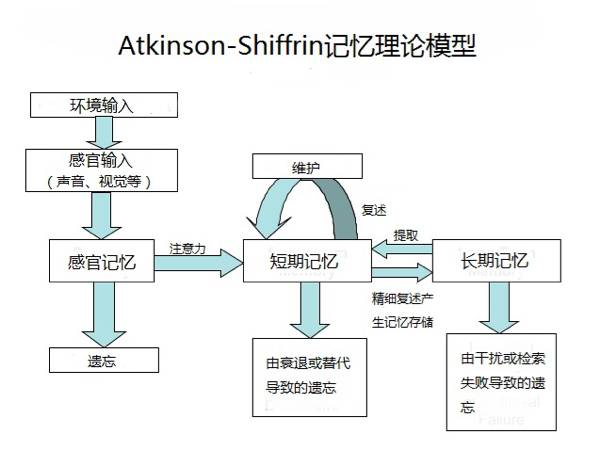 Atkinson-Shiffrin记忆理论模型
环境输入
感官输入
（声音、视觉等）
维护
复述
感官记忆
注意力
短期记忆
提取
长期记忆
精细复述产
生记忆存储
遗忘
由衰退或替代
导致的遗忘
由干扰或检索
失败导致的遗
忘
Failure